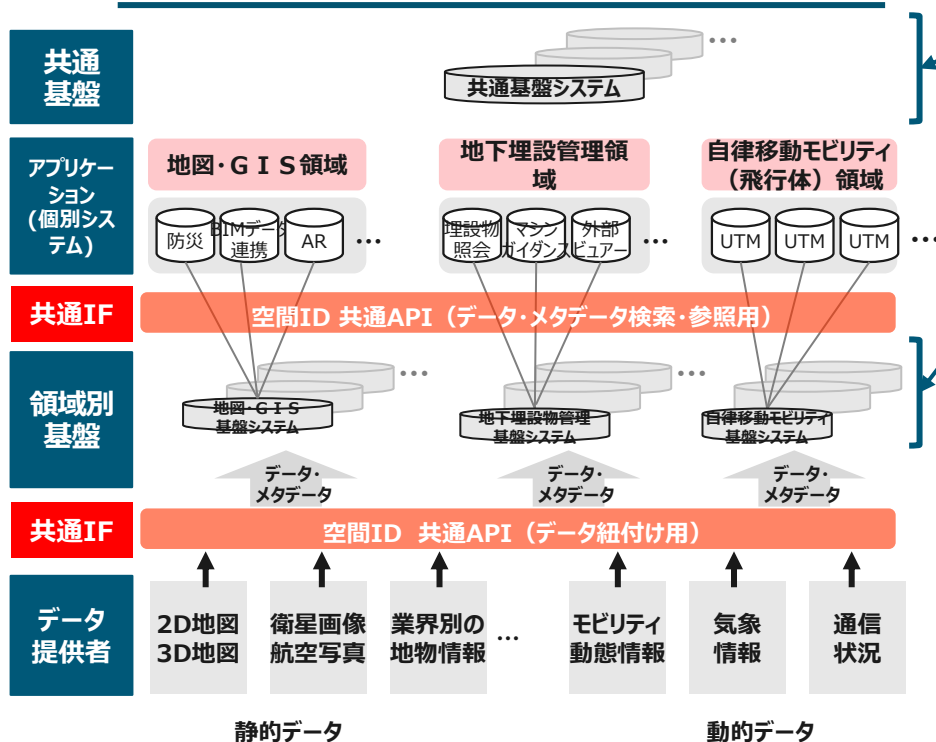 共通
基盤
…
共通基盤システム
アプリケー
ション
(個別シス
テム)
地図・ＧＩＳ領域
地下埋設管理領
域
自律移動モビリティ
（飛行体）領域
防災
BIMデータ
連携
AR
…
埋設物
照会
マシン
ガイダンス
外部
ビュアー
…
UTM
UTM
UTM
…
共通IF
空間ID 共通API（データ・メタデータ検索・参照用）
領域別
基盤
…
…
地図・ＧＩＳ
基盤システム
地下埋設物管理
基盤システム
自律移動モビリティ
基盤システム
データ・
メタデータ
データ・
メタデータ
データ・
メタデータ
共通IF
空間ID 共通API（データ紐付け用）
データ
提供者
2D地図
3D地図
衛星画像
航空写真
業界別の
地物情報
…
モビリティ
動態情報
気象
情報
通信
状況
静的データ
動的データ